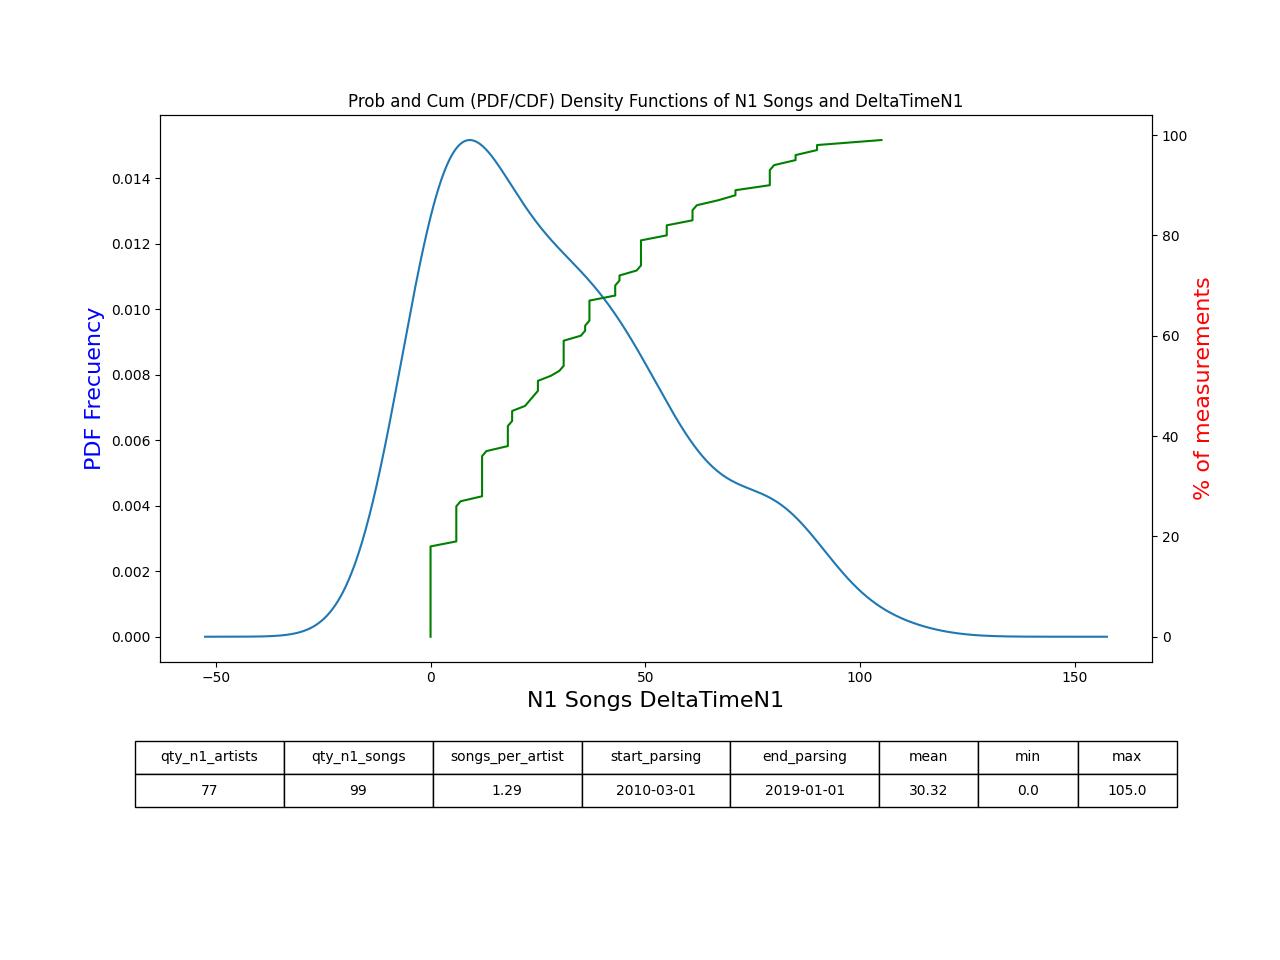 Prob and Cum (PDF/CDF) Density Functions of N1 Songs and DeltaTimeN1
PDF Frecuency
0.014
0.012
0.010
0.008
0.006
0.004
0.002
0.000
100
80
60
40
20
0
% of measurements
−50 0 50 100 150
N1 Songs DeltaTimeN1
qty_n1_artists qty_n1_songs songs_per_artist start_parsing end_parsing mean min max
77 99 1.29 2010-03-01 2019-01-01 30.32 0.0 105.0